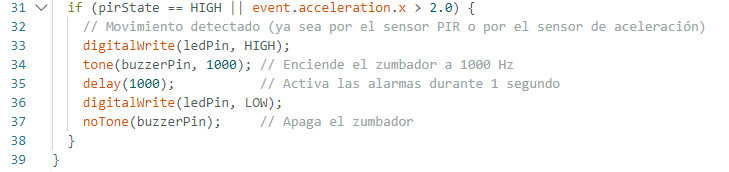 31 if (pirState == HIGH || event.acceleration.x > 2.0) {
32 // Movimiento detectado (ya sea por el sensor PIR o por el sensor de aceleración)
33 digitalWrite(ledPin, HIGH);
34 tone(buzzerPin, 1000); // Enciende el zumbador a 1000 Hz
35 delay(1000); // Activa las alarmas durante 1 segundo
36 digitalWrite(ledPin, LOW);
37 noTone(buzzerPin); // Apaga el zumbador
38 }
39 }